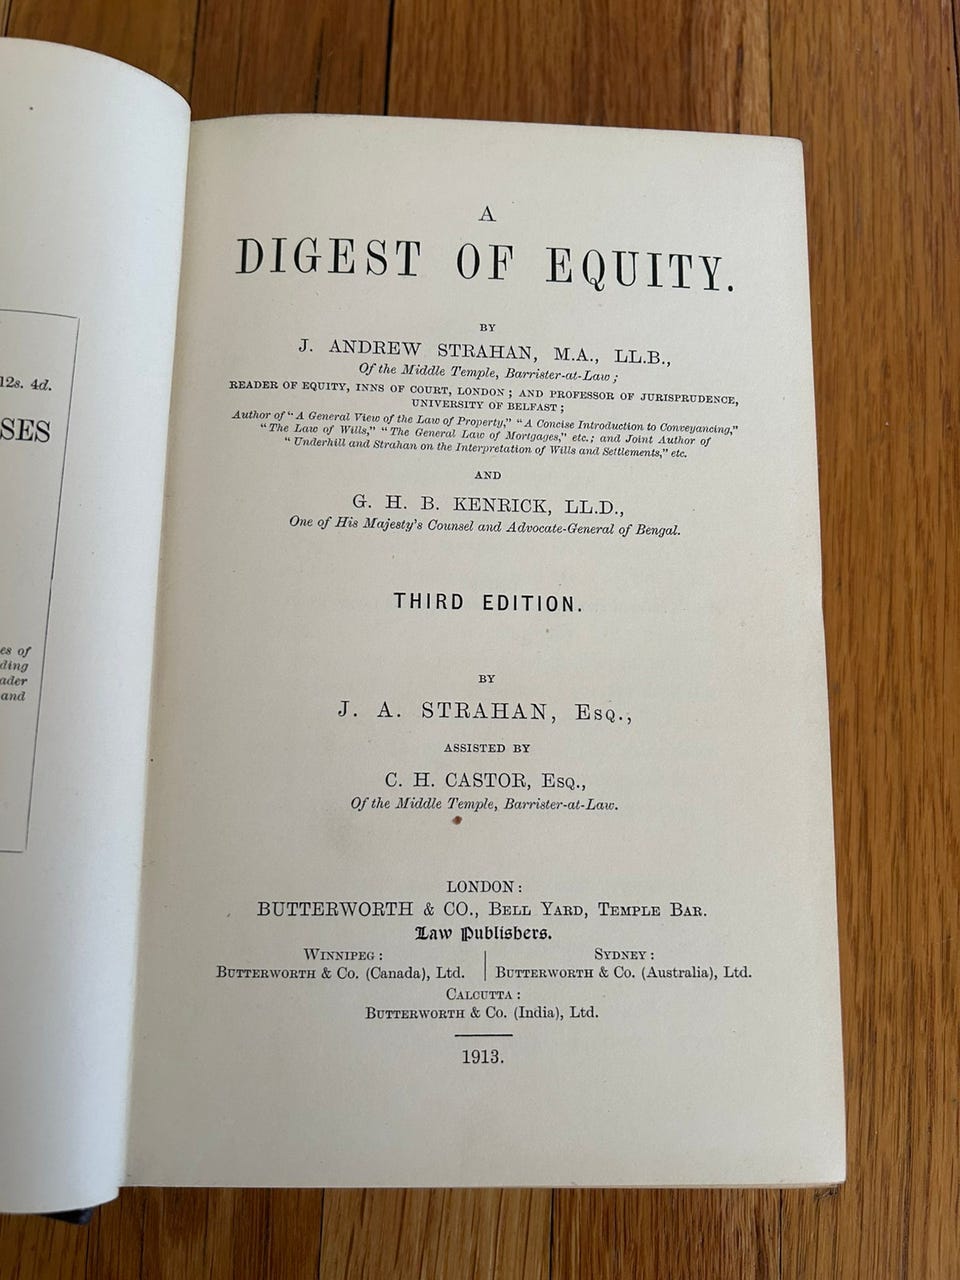 12s. 4d.
SES
es of
ding
ader
and
A
DIGEST OF EQUITY.
BY
J. ANDREW STRAHAN, M.A., LL.B.,
Of the Middle Temple, Barrister-at-Law;
READER OF EQUITY, INNS OF COURT, LONDON; AND PROFESSOR OF JURISPRUDENCE,
UNIVERSITY OF BELFAST;
Author of "A General View of the Law of Property," "A Concise Introduction to Conveyancing,"
"The Law of Wills," "The General Law of Mortgages," etc.; and Joint Author of
"Underhill and Strahan on the Interpretation of Wills and Settlements," etc.
AND
G. H. B. KENRICK, LL.D.,
One of His Majesty's Counsel and Advocate-General of Bengal.
THIRD EDITION.
BY
J. A. STRAHAN, Esq.,
ASSISTED BY
C. H. CASTOR, Esq.,
Of the Middle Temple, Barrister-at-Law.
LONDON:
BUTTERWORTH & CO., Bell Yard, Temple Bar.
Law Publishers.
Winnipeg:
Butterworth & Co. (Canada), Ltd.
Sydney:
Butterworth & Co. (Australia), Ltd.
Calcutta:
Butterworth & Co. (India), Ltd.
1913.